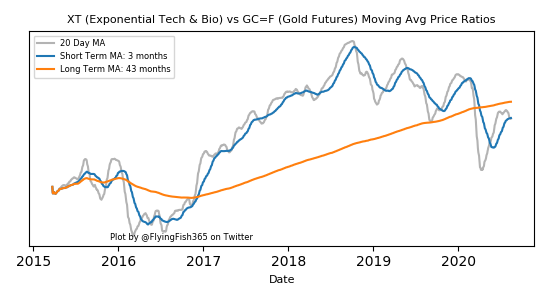 XT (Exponential Tech & Bio) vs GC=F (Gold Futures) Moving Avg Price Ratios
20 Day MA
Short Term MA: 3 months
Long Term MA: 43 months
Plot by @FlyingFish365 on Twitter
2015 2016 2017 2018 2019 2020
Date